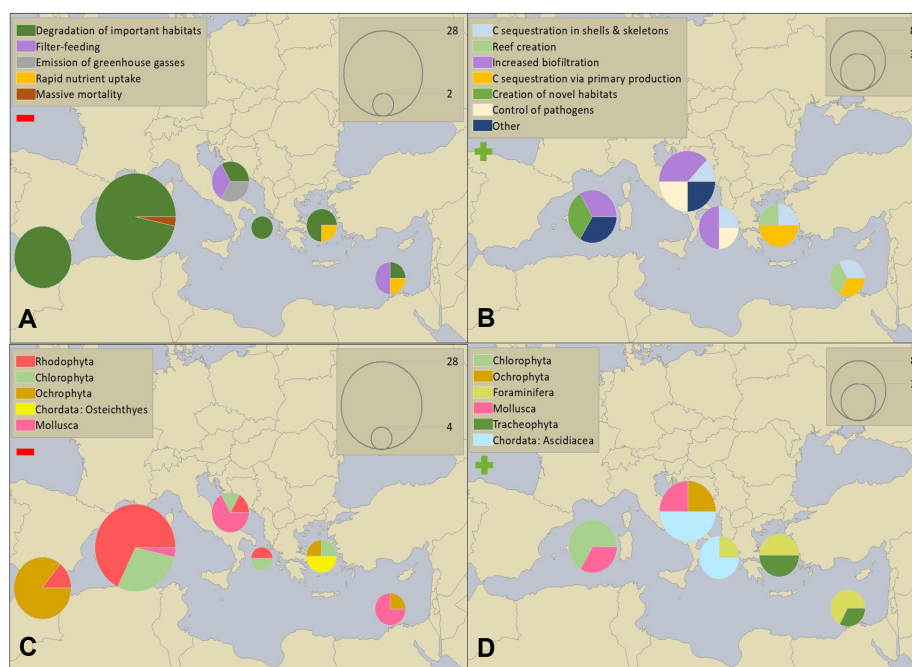 Degradation of important habitats
Filter-feeding
Emission of greenhouse gasses
Rapid nutrient uptake
Massive mortality
28
2
A
C sequestration in shells & skeletons
Reef creation
Increased biofiltration
C sequestration via primary production
Creation of novel habitats
Control of pathogens
Other
B
Rhodophyta
Chlorophyta
Ochrophyta
Chordata: Osteichthyes
Mollusca
28
4
C
Chlorophyta
Ochrophyta
Foraminifera
Mollusca
Tracheophyta
Chordata: Ascidiacea
D